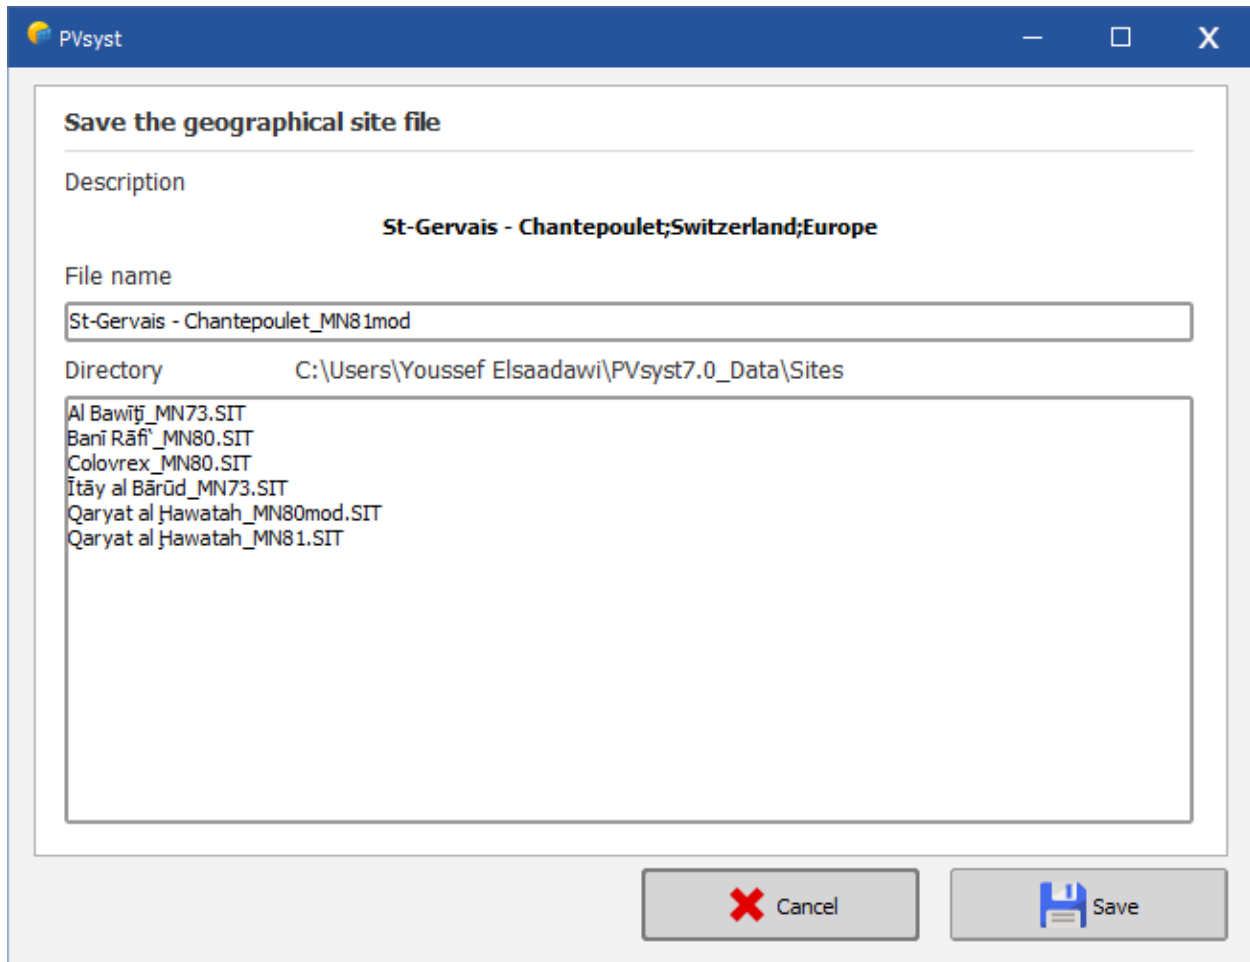 PVsyst
Save the geographical site file
Description
St-Gervais - Chantepoulet;Switzerland;Europe
File name
St-Gervais - Chantepoulet_MN81mod
Directory C:\Users\Youssef Elsaadawi\PVsyst7.0_Data\Sites
Al Bawīţī_MN73.SIT
Banī Rāfi`_MN80.SIT
Colovrex_MN80.SIT
Ītāy al Bārūd_MN73.SIT
Qaryat al Ḩawatah_MN80mod.SIT
Qaryat al Ḩawatah_MN81.SIT
Cancel Save